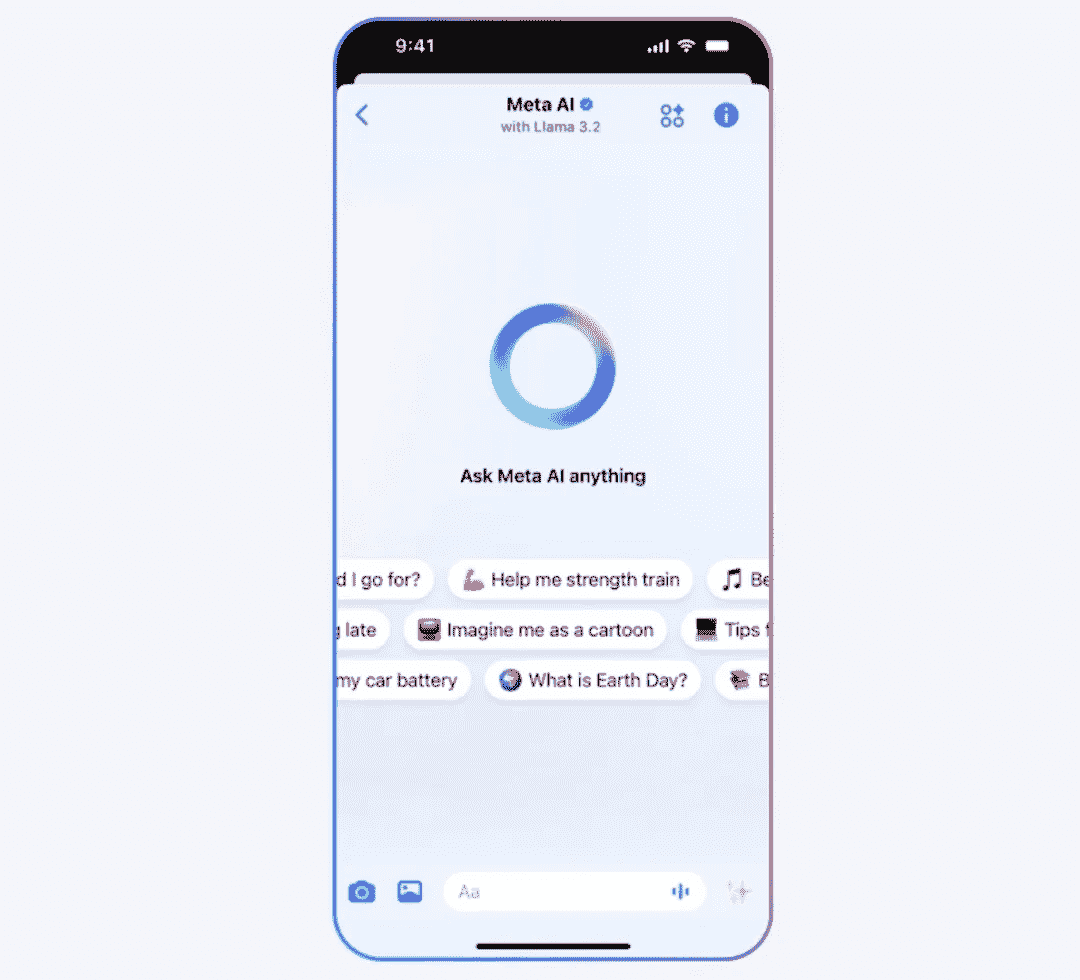 9:41
Meta AI
with Llama 3.2
Ask Meta AI anything
d I go for? Help me strength train Be
late Imagine me as a cartoon Tips
my car battery What is Earth Day? B
Aa